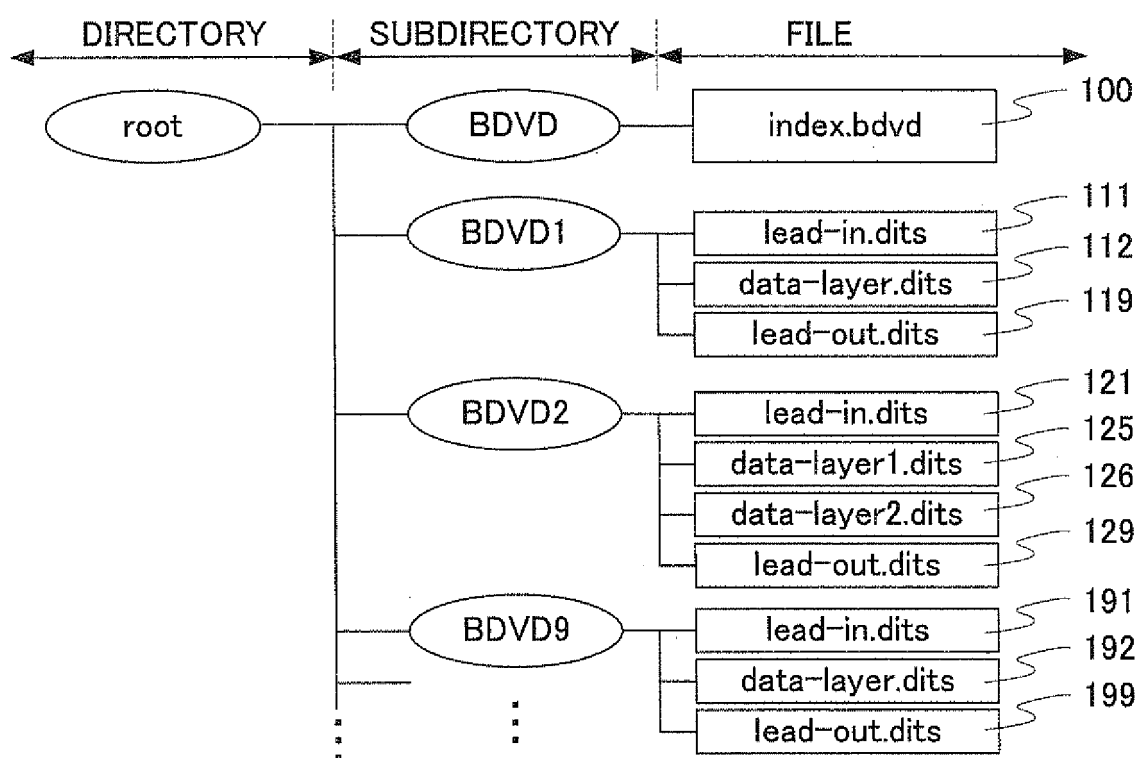 DIRECTORY SUBDIRECTORY FILE
root BDVD index.bdvd 100
BDVD1 lead-in.dits 111
data-layer.dits 112
lead-out.dits 119
BDVD2 lead-in.dits 121
data-layer1.dits 125
data-layer2.dits 126
lead-out.dits 129
BDVD9 lead-in.dits 191
data-layer.dits 192
lead-out.dits 199